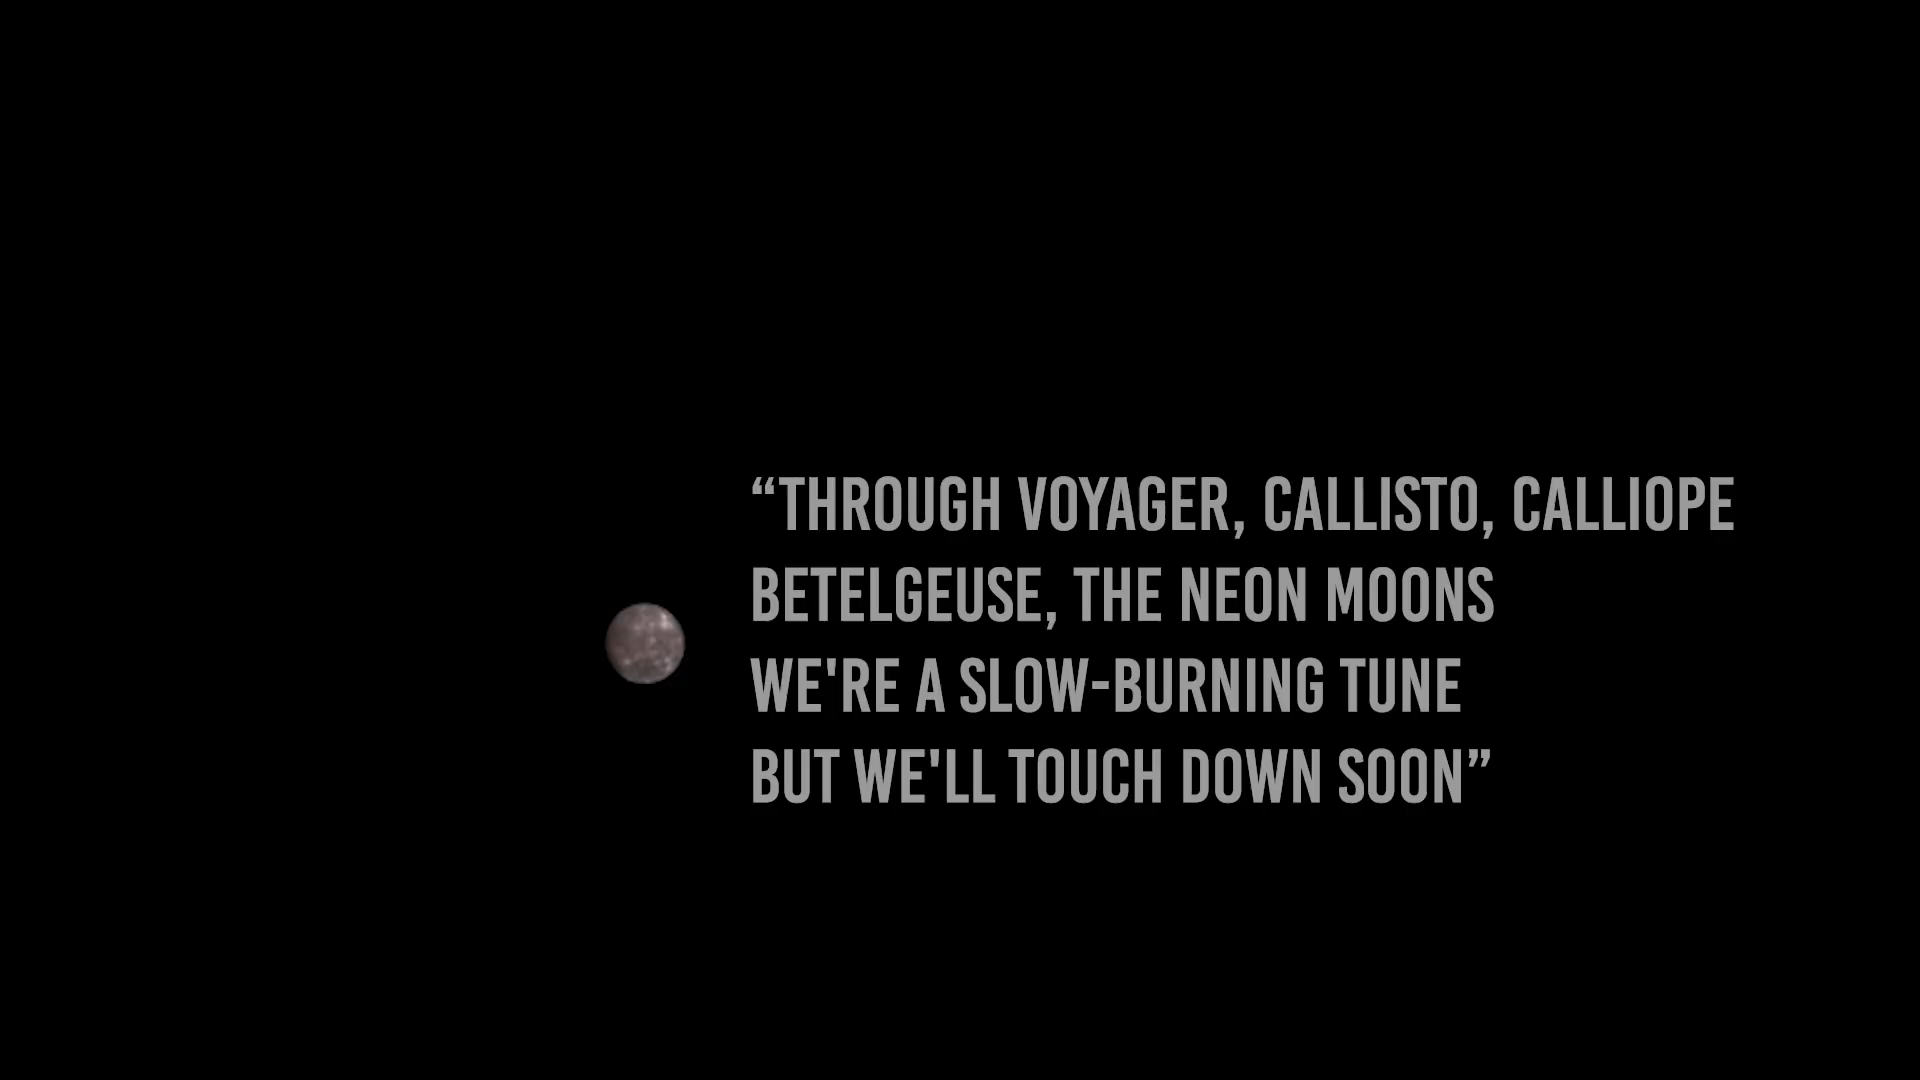 “THROUGH VOYAGER, CALLISTO, CALLIOPE
BETELGEUSE, THE NEON MOONS
WE'RE A SLOW-BURNING TUNE
BUT WE'LL TOUCH DOWN SOON”